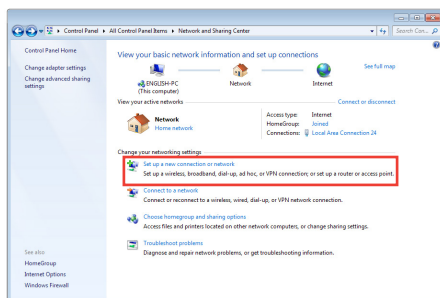 Control Panel ▸ All Control Panel Items ▸ Network and Sharing Center
Search Con...
Control Panel Home
Change adapter settings
Change advanced sharing
settings
View your basic network information and set up connections
See full map
ENGLISH-PC
(This computer)
Network
Internet
View your active networks
Connect or disconnect
Network
Home network
Access type: Internet
HomeGroup: Joined
Connections: Local Area Connection 24
Change your networking settings
Set up a new connection or network
Set up a wireless, broadband, dial-up, ad hoc, or VPN connection; or set up a router or access point.
Connect to a network
Connect or reconnect to a wireless, wired, dial-up, or VPN network connection.
Choose homegroup and sharing options
Access files and printers located on other network computers, or change sharing settings.
Troubleshoot problems
Diagnose and repair network problems, or get troubleshooting information.
See also
HomeGroup
Internet Options
Windows Firewall